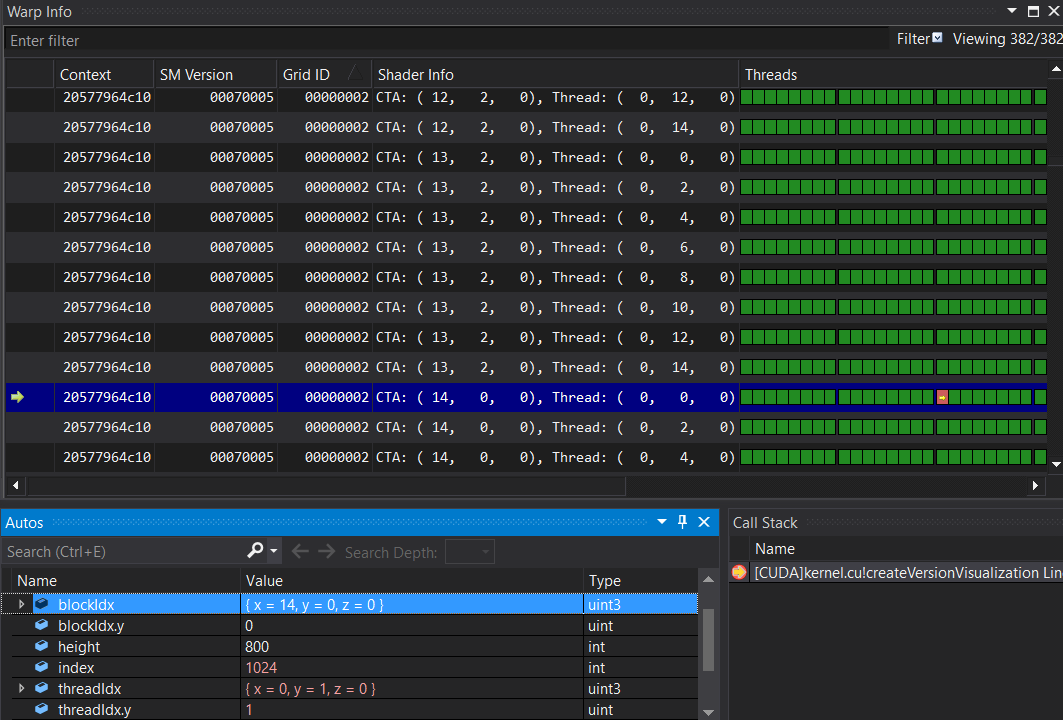 Warp Info
Enter filter
Filter Viewing 382/382
Context SM Version Grid ID Shader Info Threads
20577964c10 00070005 00000002 CTA: ( 12, 2, 0), Thread: ( 0, 12, 0)
20577964c10 00070005 00000002 CTA: ( 12, 2, 0), Thread: ( 0, 14, 0)
20577964c10 00070005 00000002 CTA: ( 13, 2, 0), Thread: ( 0, 0, 0)
20577964c10 00070005 00000002 CTA: ( 13, 2, 0), Thread: ( 0, 2, 0)
20577964c10 00070005 00000002 CTA: ( 13, 2, 0), Thread: ( 0, 4, 0)
20577964c10 00070005 00000002 CTA: ( 13, 2, 0), Thread: ( 0, 6, 0)
20577964c10 00070005 00000002 CTA: ( 13, 2, 0), Thread: ( 0, 8, 0)
20577964c10 00070005 00000002 CTA: ( 13, 2, 0), Thread: ( 0, 10, 0)
20577964c10 00070005 00000002 CTA: ( 13, 2, 0), Thread: ( 0, 12, 0)
20577964c10 00070005 00000002 CTA: ( 13, 2, 0), Thread: ( 0, 14, 0)
20577964c10 00070005 00000002 CTA: ( 14, 0, 0), Thread: ( 0, 0, 0)
20577964c10 00070005 00000002 CTA: ( 14, 0, 0), Thread: ( 0, 2, 0)
20577964c10 00070005 00000002 CTA: ( 14, 0, 0), Thread: ( 0, 4, 0)
Autos
Search (Ctrl+E) Search Depth:
Name Value Type
blockIdx { x = 14, y = 0, z = 0 } uint3
blockIdx.y 0 uint
height 800 int
index 1024 int
threadIdx { x = 0, y = 1, z = 0 } uint3
threadIdx.y 1 uint
Call Stack
Name
[CUDA]kernel.cu!createVersionVisualization Lin